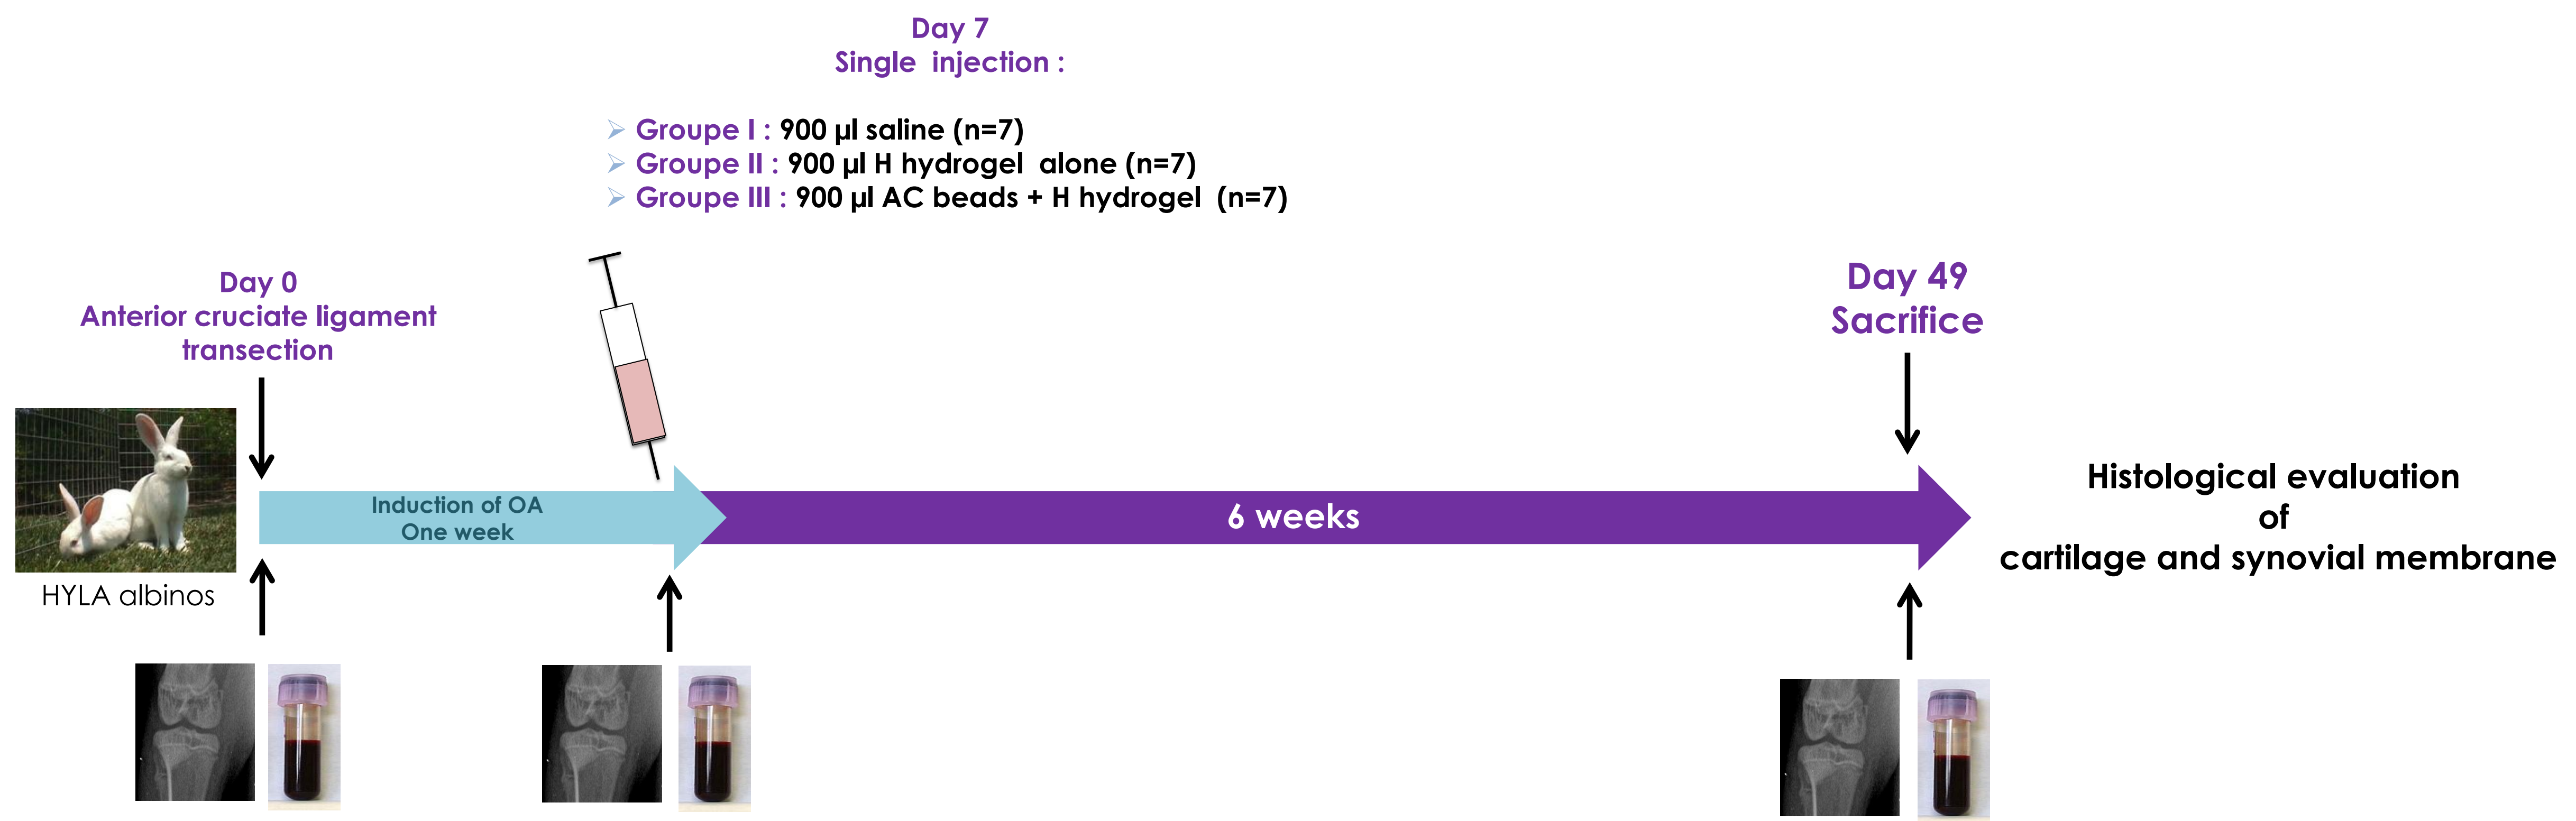 Day 7
Single injection :
Groupe I : 900 µl saline (n=7)
Groupe II : 900 µl H hydrogel alone (n=7)
Groupe III : 900 µl AC beads + H hydrogel (n=7)
Day 0
Anterior cruciate ligament
transection
Day 49
Sacrifice
Induction of OA
One week
6 weeks
Histological evaluation
of
cartilage and synovial membrane
HYLA albinos